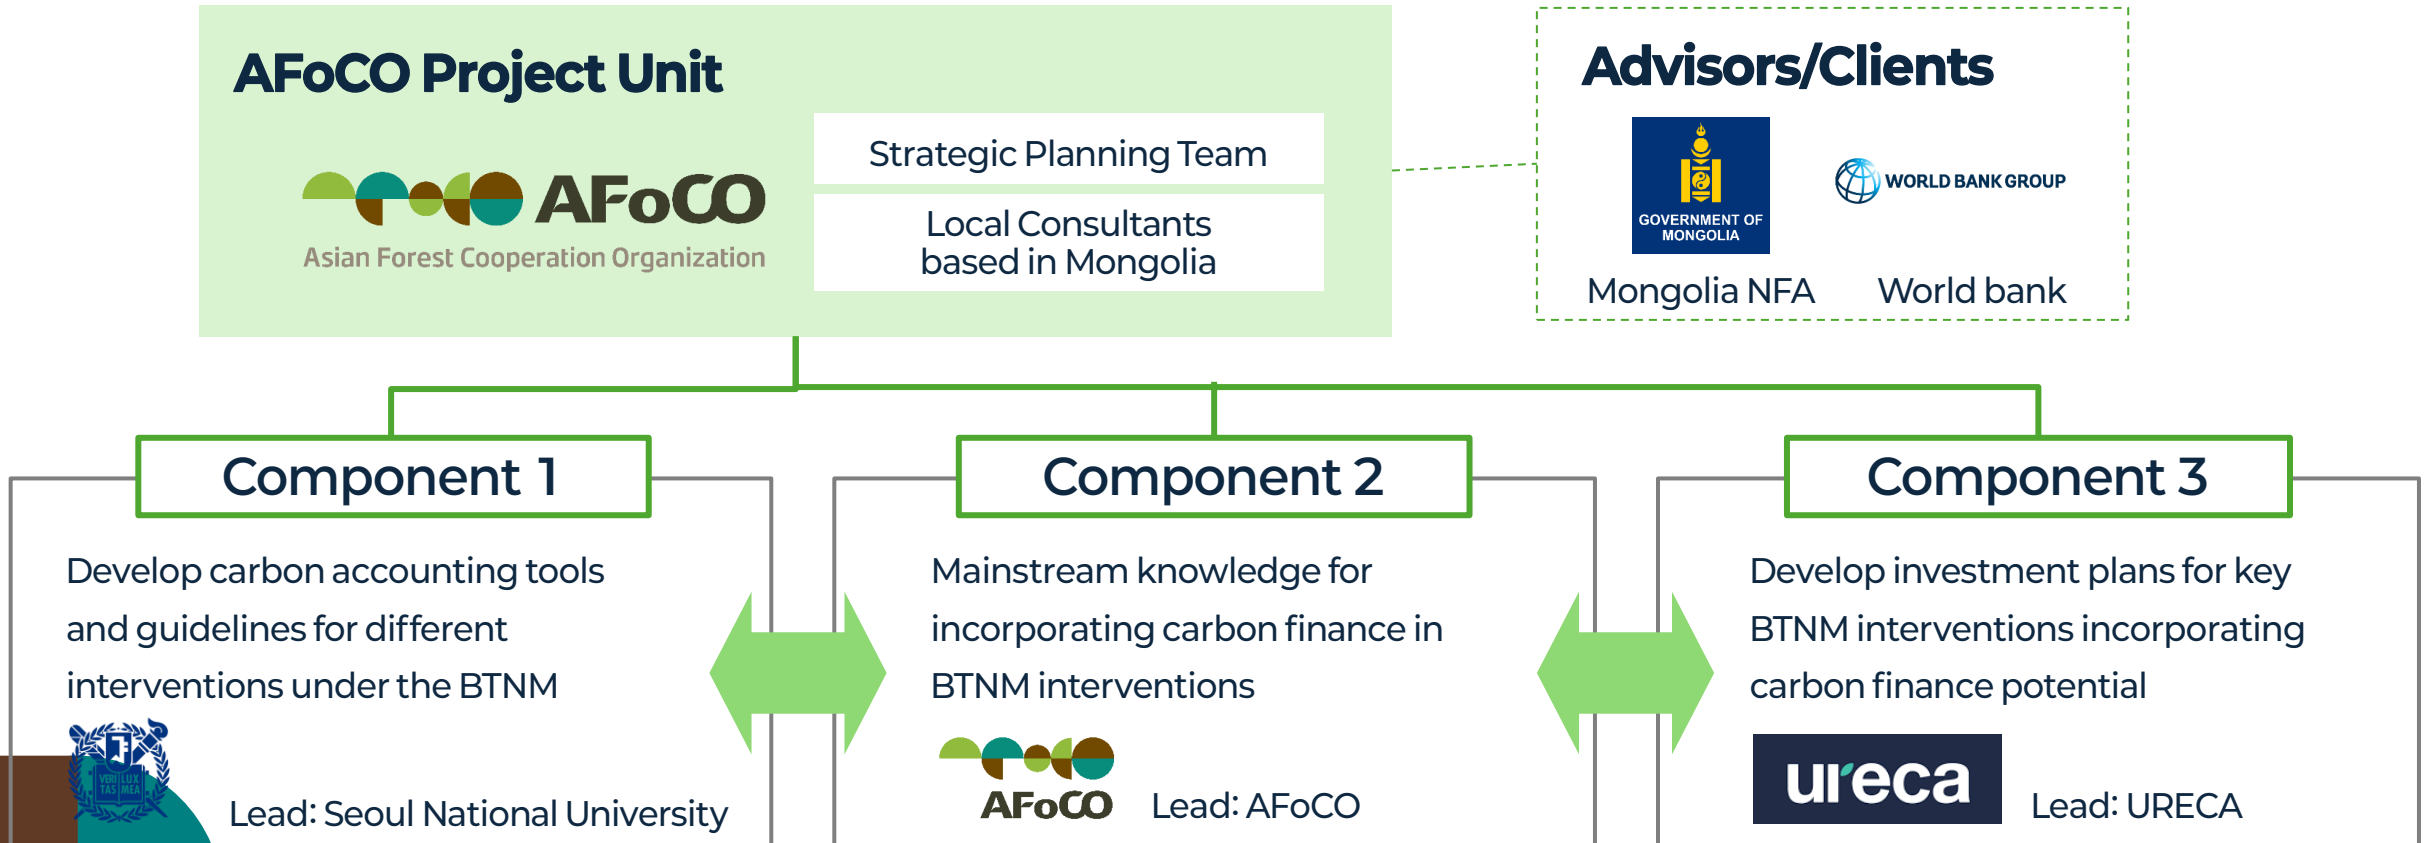 AFoCO Project Unit
AFoCO
Asian Forest Cooperation Organization
Strategic Planning Team
Local Consultants
based in Mongolia
Advisors/Clients
GOVERNMENT OF
MONGOLIA
Mongolia NFA
WORLD BANK GROUP
World bank
Component 1
Develop carbon accounting tools
and guidelines for different
interventions under the BTNM
VERI LUX
TAS MEA
Lead: Seoul National University
Component 2
Mainstream knowledge for
incorporating carbon finance in
BTNM interventions
AFoCO
Lead: AFoCO
Component 3
Develop investment plans for key
BTNM interventions incorporating
carbon finance potential
ureca
Lead: URECA